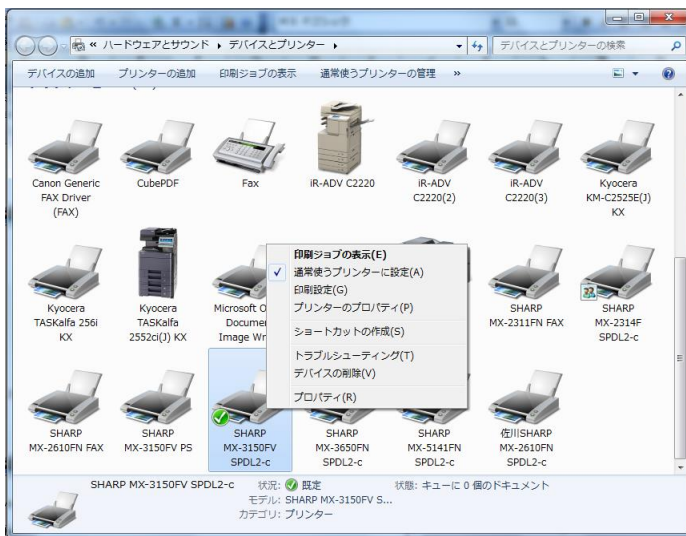 « ハードウェアとサウンド ▸ デバイスとプリンター ▸
デバイスとプリンターの検索
デバイスの追加 プリンターの追加 印刷ジョブの表示 通常使うプリンターの管理 »
Canon Generic
FAX Driver
(FAX)
CubePDF
Fax
iR-ADV C2220
iR-ADV
C2220(2)
iR-ADV
C2220(3)
Kyocera
KM-C2525E(J)
KX
Kyocera
TASKalfa 256i
KX
Kyocera
TASKalfa
2552ci(J) KX
Microsoft O
Documen
Image Wr
印刷ジョブの表示(E)
通常使うプリンターに設定(A)
印刷設定(G)
プリンターのプロパティ(P)
ショートカットの作成(S)
トラブルシューティング(T)
デバイスの削除(V)
プロパティ(R)
SHARP
MX-2311FN FAX
SHARP
MX-2314F
SPDL2-c
SHARP
MX-2610FN FAX
SHARP
MX-3150FV PS
SHARP
MX-3150FV
SPDL2-c
SHARP
MX-3650FN
SPDL2-c
SHARP
MX-5141FN
SPDL2-c
佐川SHARP
MX-2610FN
SPDL2-c
SHARP MX-3150FV SPDL2-c 状況: 既定 状態: キューに 0 個のドキュメント
モデル: SHARP MX-3150FV S...
カテゴリ: プリンター